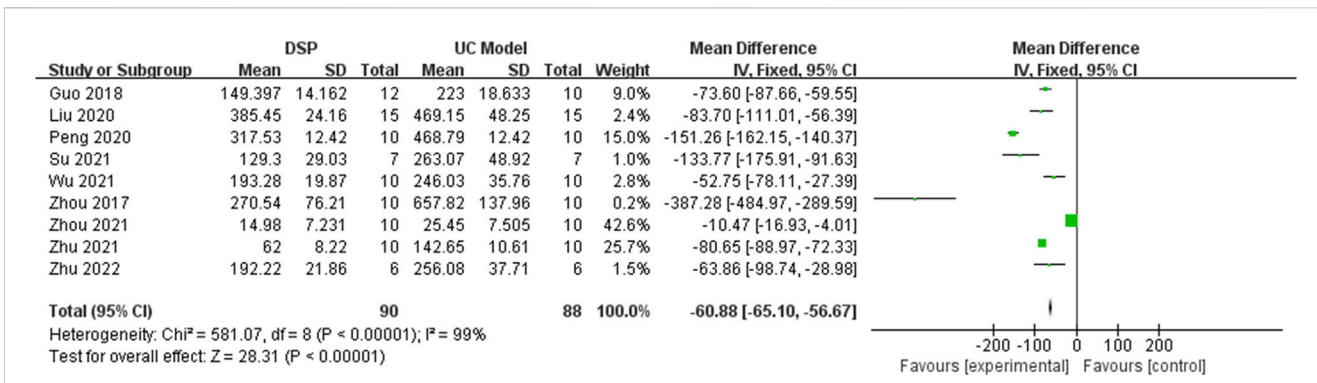 DSP UC Model Mean Difference Mean Difference
Study or Subgroup Mean SD Total Mean SD Total Weight IV, Fixed, 95% CI IV, Fixed, 95% CI
Guo 2018 149.397 14.162 12 223 18.633 10 9.0% -73.60 [-87.66, -59.55]
Liu 2020 385.45 24.16 15 469.15 48.25 15 2.4% -83.70 [-111.01, -56.39]
Peng 2020 317.53 12.42 10 468.79 12.42 10 15.0% -151.26 [-162.15, -140.37]
Su 2021 129.3 29.03 7 263.07 48.92 7 1.0% -133.77 [-175.91, -91.63]
Wu 2021 193.28 19.87 10 246.03 35.76 10 2.8% -52.75 [-78.11, -27.39]
Zhou 2017 270.54 76.21 10 657.82 137.96 10 0.2% -387.28 [-484.97, -289.59]
Zhou 2021 14.98 7.231 10 25.45 7.505 10 42.6% -10.47 [-16.93, -4.01]
Zhu 2021 62 8.22 10 142.65 10.61 10 25.7% -80.65 [-88.97, -72.33]
Zhu 2022 192.22 21.86 6 256.08 37.71 6 1.5% -63.86 [-98.74, -28.98]
Total (95% CI) 90 88 100.0% -60.88 [-65.10, -56.67]
Heterogeneity: Chi² = 581.07, df = 8 (P < 0.00001); I² = 99%
Test for overall effect: Z = 28.31 (P < 0.00001)
-200 -100 0 100 200
Favours [experimental] Favours [control]